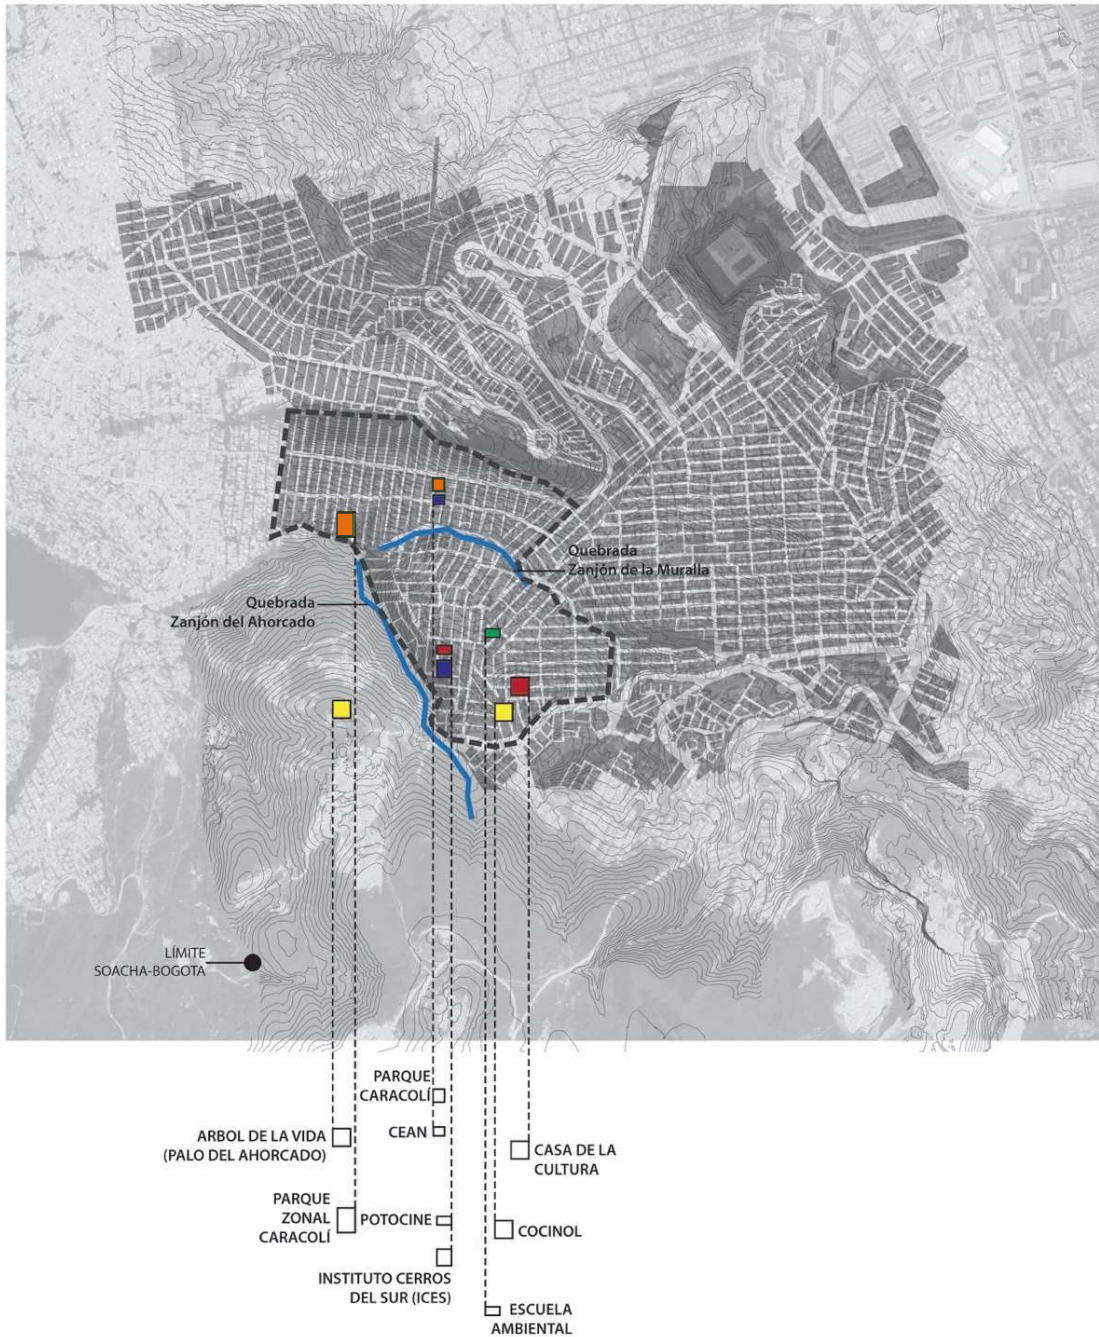 Quebrada
Zanjón de la Muralla
Quebrada
Zanjón del Ahorcado
LÍMITE
SOACHA-BOGOTA
PARQUE
CARACOLÍ
CEAN
ARBOL DE LA VIDA
(PALO DEL AHORCADO)
CASA DE LA
CULTURA
PARQUE
ZONAL
CARACOLÍ
POTOCINE
COCINOL
INSTITUTO CERROS
DEL SUR (ICES)
ESCUELA
AMBIENTAL